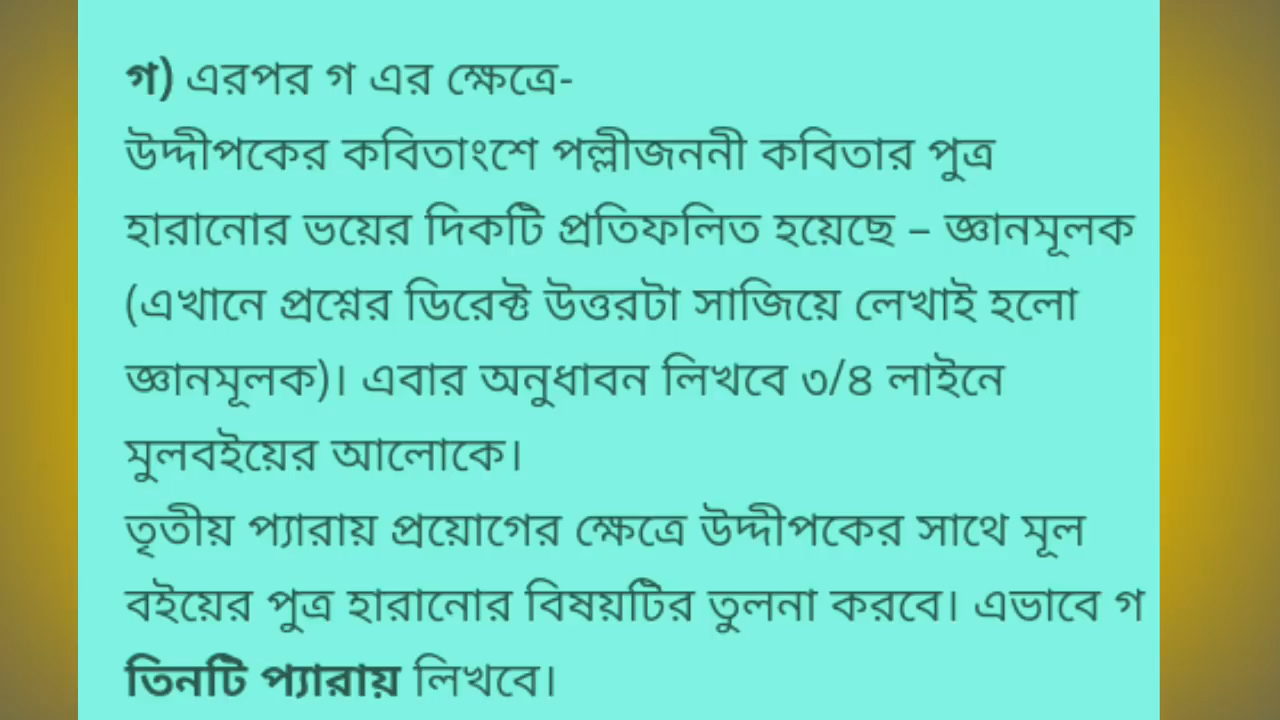 গ) এরপর গ এর ক্ষেত্রে-
উদ্দীপকের কবিতাংশে পল্লীজননী কবিতার পুত্র
হারানোর ভয়ের দিকটি প্রতিফলিত হয়েছে – জ্ঞানমূলক
(এখানে প্রশ্নের ডিরেক্ট উত্তরটা সাজিয়ে লেখাই হলো
জ্ঞানমূলক)। এবার অনুধাবন লিখবে ৩/৪ লাইনে
মুলবইয়ের আলোকে।
তৃতীয় প্যারায় প্রয়োগের ক্ষেত্রে উদ্দীপকের সাথে মূল
বইয়ের পুত্র হারানোর বিষয়টির তুলনা করবে। এভাবে গ
তিনটি প্যারায় লিখবে।